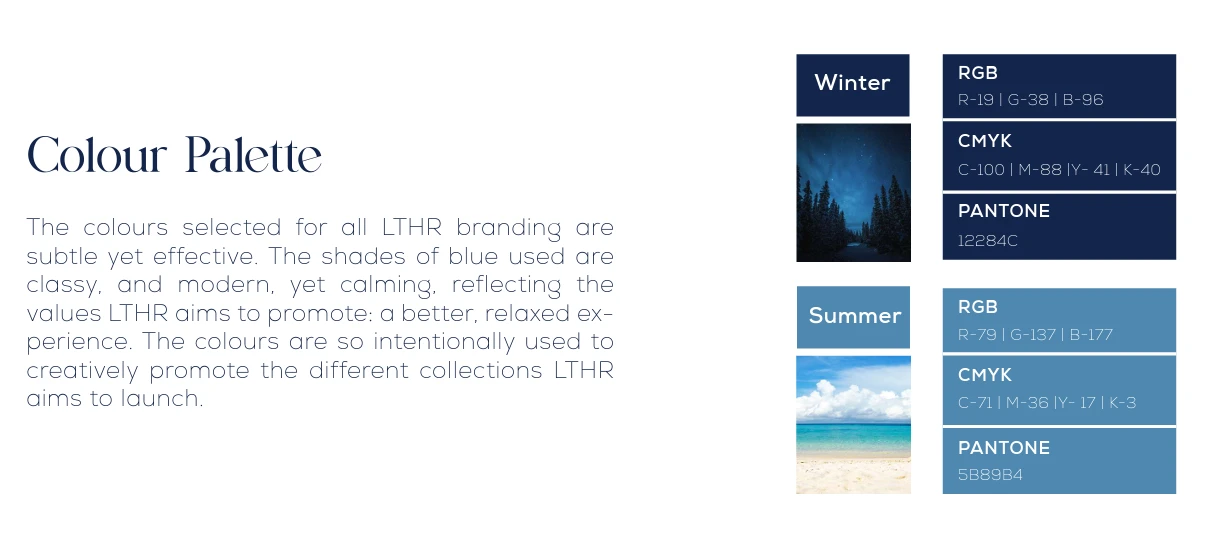 Colour Palette
The colours selected for all LTHR branding are
subtle yet effective. The shades of blue used are
classy, and modern, yet calming, reflecting the
values LTHR aims to promote: a better, relaxed ex-
perience. The colours are so intentionally used to
creatively promote the different collections LTHR
aims to launch.
Winter
RGB
R-19 | G-38 | B-96
CMYK
C-100 | M-88 |Y- 41 | K-40
PANTONE
12284C
Summer
RGB
R-79 | G-137 | B-177
CMYK
C-71 | M-36 |Y- 17 | K-3
PANTONE
5B89B4